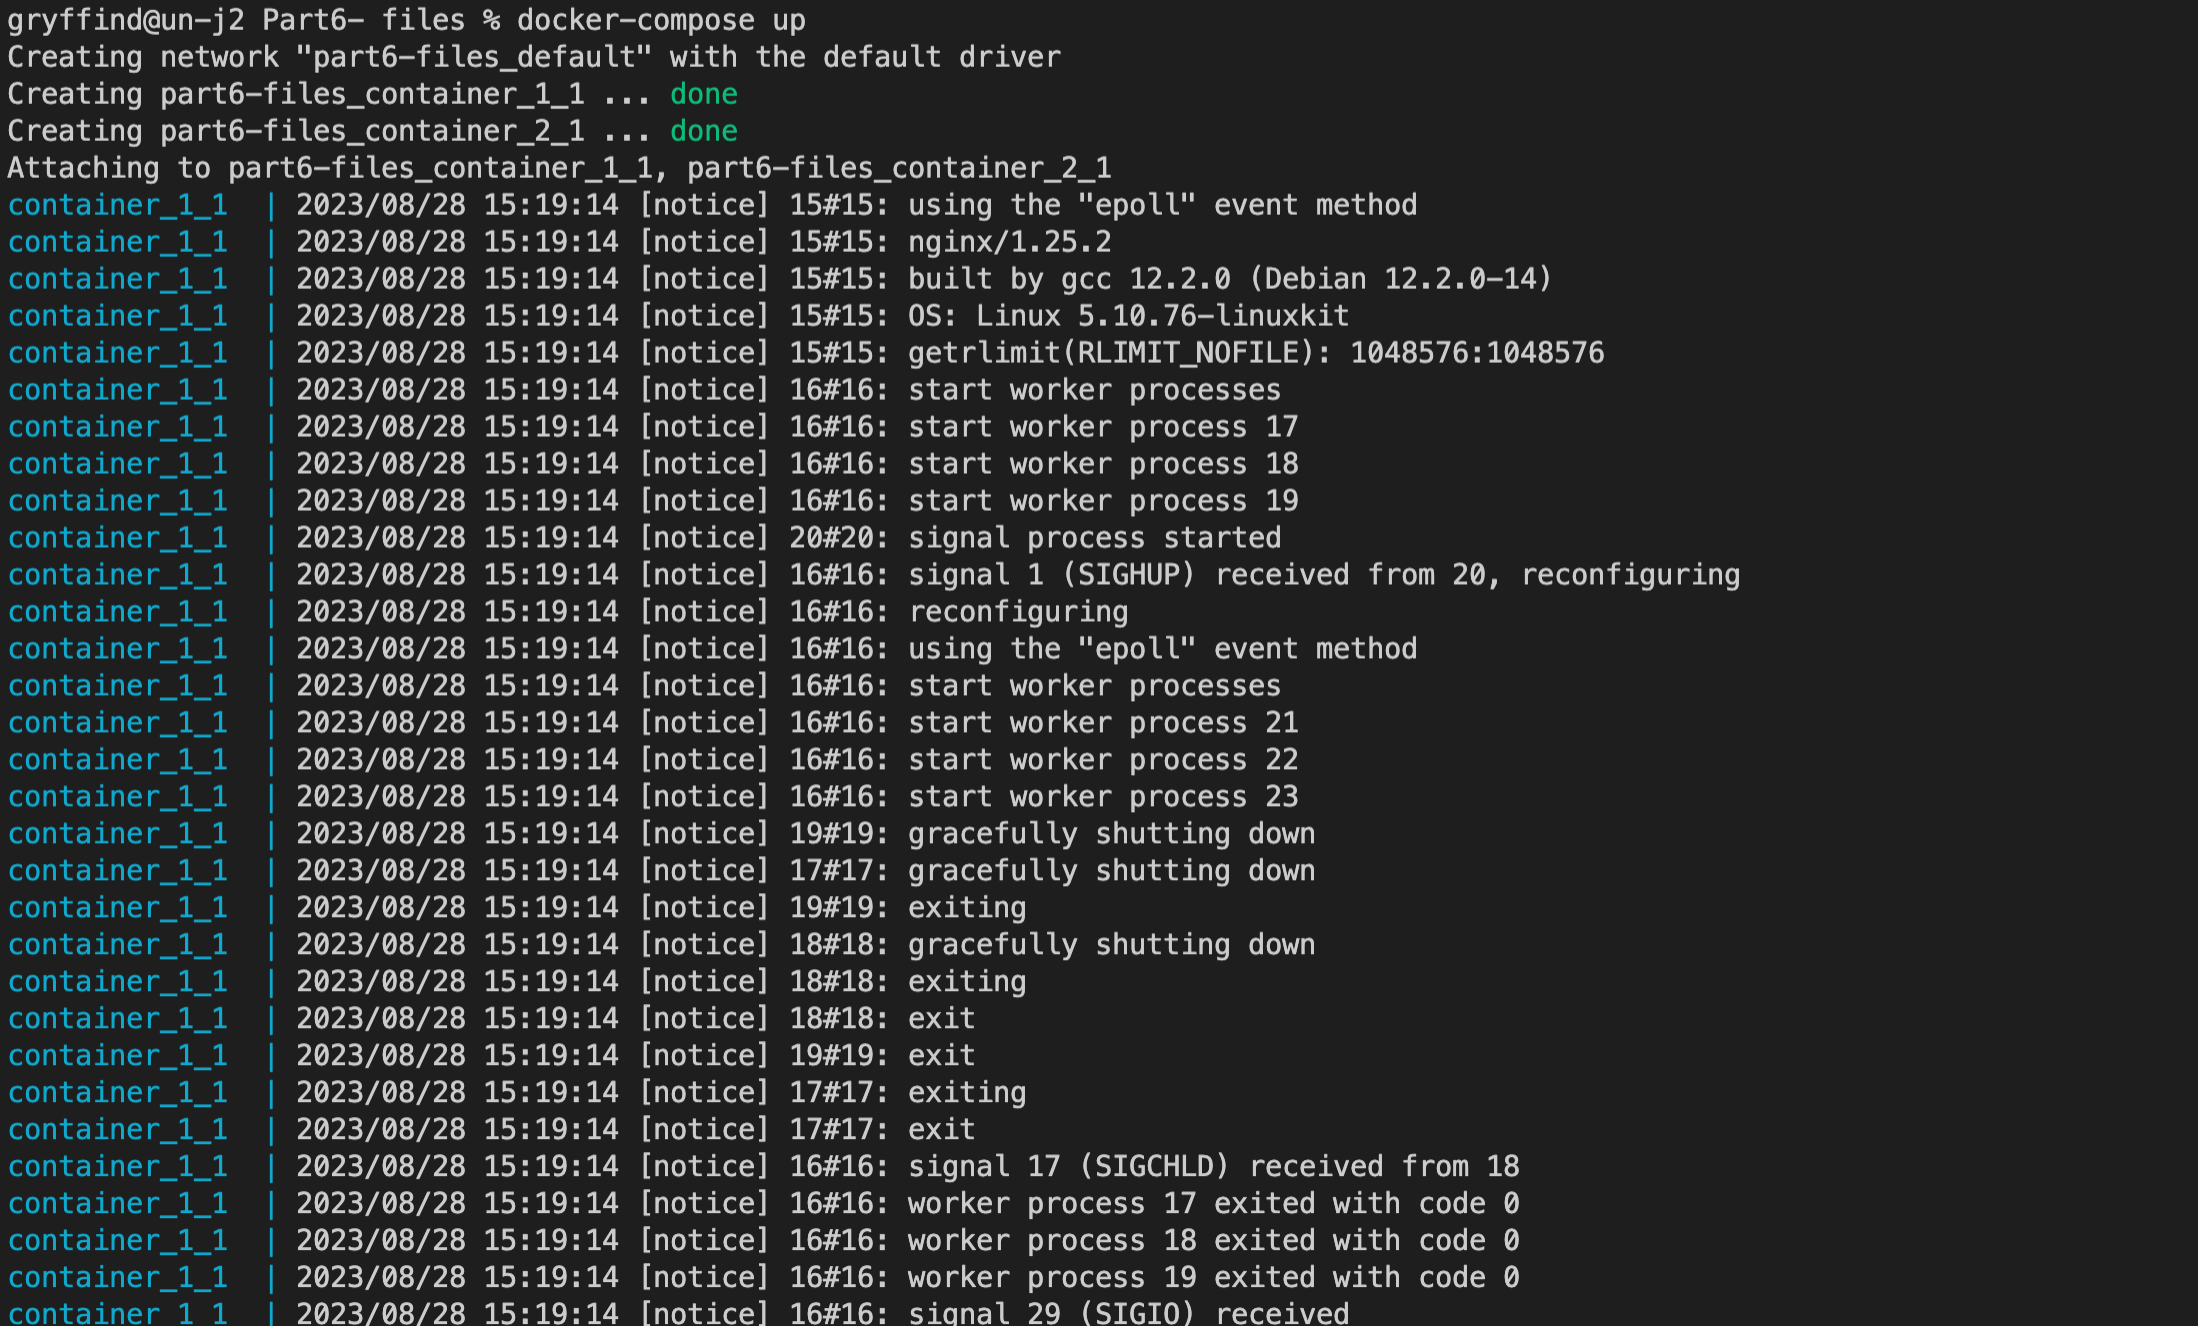 gryffind@un-j2 Part6- files % docker-compose up
Creating network "part6-files_default" with the default driver
Creating part6-files_container_1_1 ... done
Creating part6-files_container_2_1 ... done
Attaching to part6-files_container_1_1, part6-files_container_2_1
container_1_1  | 2023/08/28 15:19:14 [notice] 15#15: using the "epoll" event method
container_1_1  | 2023/08/28 15:19:14 [notice] 15#15: nginx/1.25.2
container_1_1  | 2023/08/28 15:19:14 [notice] 15#15: built by gcc 12.2.0 (Debian 12.2.0-14)
container_1_1  | 2023/08/28 15:19:14 [notice] 15#15: OS: Linux 5.10.76-linuxkit
container_1_1  | 2023/08/28 15:19:14 [notice] 15#15: getrlimit(RLIMIT_NOFILE): 1048576:1048576
container_1_1  | 2023/08/28 15:19:14 [notice] 16#16: start worker processes
container_1_1  | 2023/08/28 15:19:14 [notice] 16#16: start worker process 17
container_1_1  | 2023/08/28 15:19:14 [notice] 16#16: start worker process 18
container_1_1  | 2023/08/28 15:19:14 [notice] 16#16: start worker process 19
container_1_1  | 2023/08/28 15:19:14 [notice] 20#20: signal process started
container_1_1  | 2023/08/28 15:19:14 [notice] 16#16: signal 1 (SIGHUP) received from 20, reconfiguring
container_1_1  | 2023/08/28 15:19:14 [notice] 16#16: reconfiguring
container_1_1  | 2023/08/28 15:19:14 [notice] 16#16: using the "epoll" event method
container_1_1  | 2023/08/28 15:19:14 [notice] 16#16: start worker processes
container_1_1  | 2023/08/28 15:19:14 [notice] 16#16: start worker process 21
container_1_1  | 2023/08/28 15:19:14 [notice] 16#16: start worker process 22
container_1_1  | 2023/08/28 15:19:14 [notice] 16#16: start worker process 23
container_1_1  | 2023/08/28 15:19:14 [notice] 19#19: gracefully shutting down
container_1_1  | 2023/08/28 15:19:14 [notice] 17#17: gracefully shutting down
container_1_1  | 2023/08/28 15:19:14 [notice] 19#19: exiting
container_1_1  | 2023/08/28 15:19:14 [notice] 18#18: gracefully shutting down
container_1_1  | 2023/08/28 15:19:14 [notice] 18#18: exiting
container_1_1  | 2023/08/28 15:19:14 [notice] 18#18: exit
container_1_1  | 2023/08/28 15:19:14 [notice] 19#19: exit
container_1_1  | 2023/08/28 15:19:14 [notice] 17#17: exiting
container_1_1  | 2023/08/28 15:19:14 [notice] 17#17: exit
container_1_1  | 2023/08/28 15:19:14 [notice] 16#16: signal 17 (SIGCHLD) received from 18
container_1_1  | 2023/08/28 15:19:14 [notice] 16#16: worker process 17 exited with code 0
container_1_1  | 2023/08/28 15:19:14 [notice] 16#16: worker process 18 exited with code 0
container_1_1  | 2023/08/28 15:19:14 [notice] 16#16: worker process 19 exited with code 0
container_1_1  | 2023/08/28 15:19:14 [notice] 16#16: signal 29 (SIGIO) received